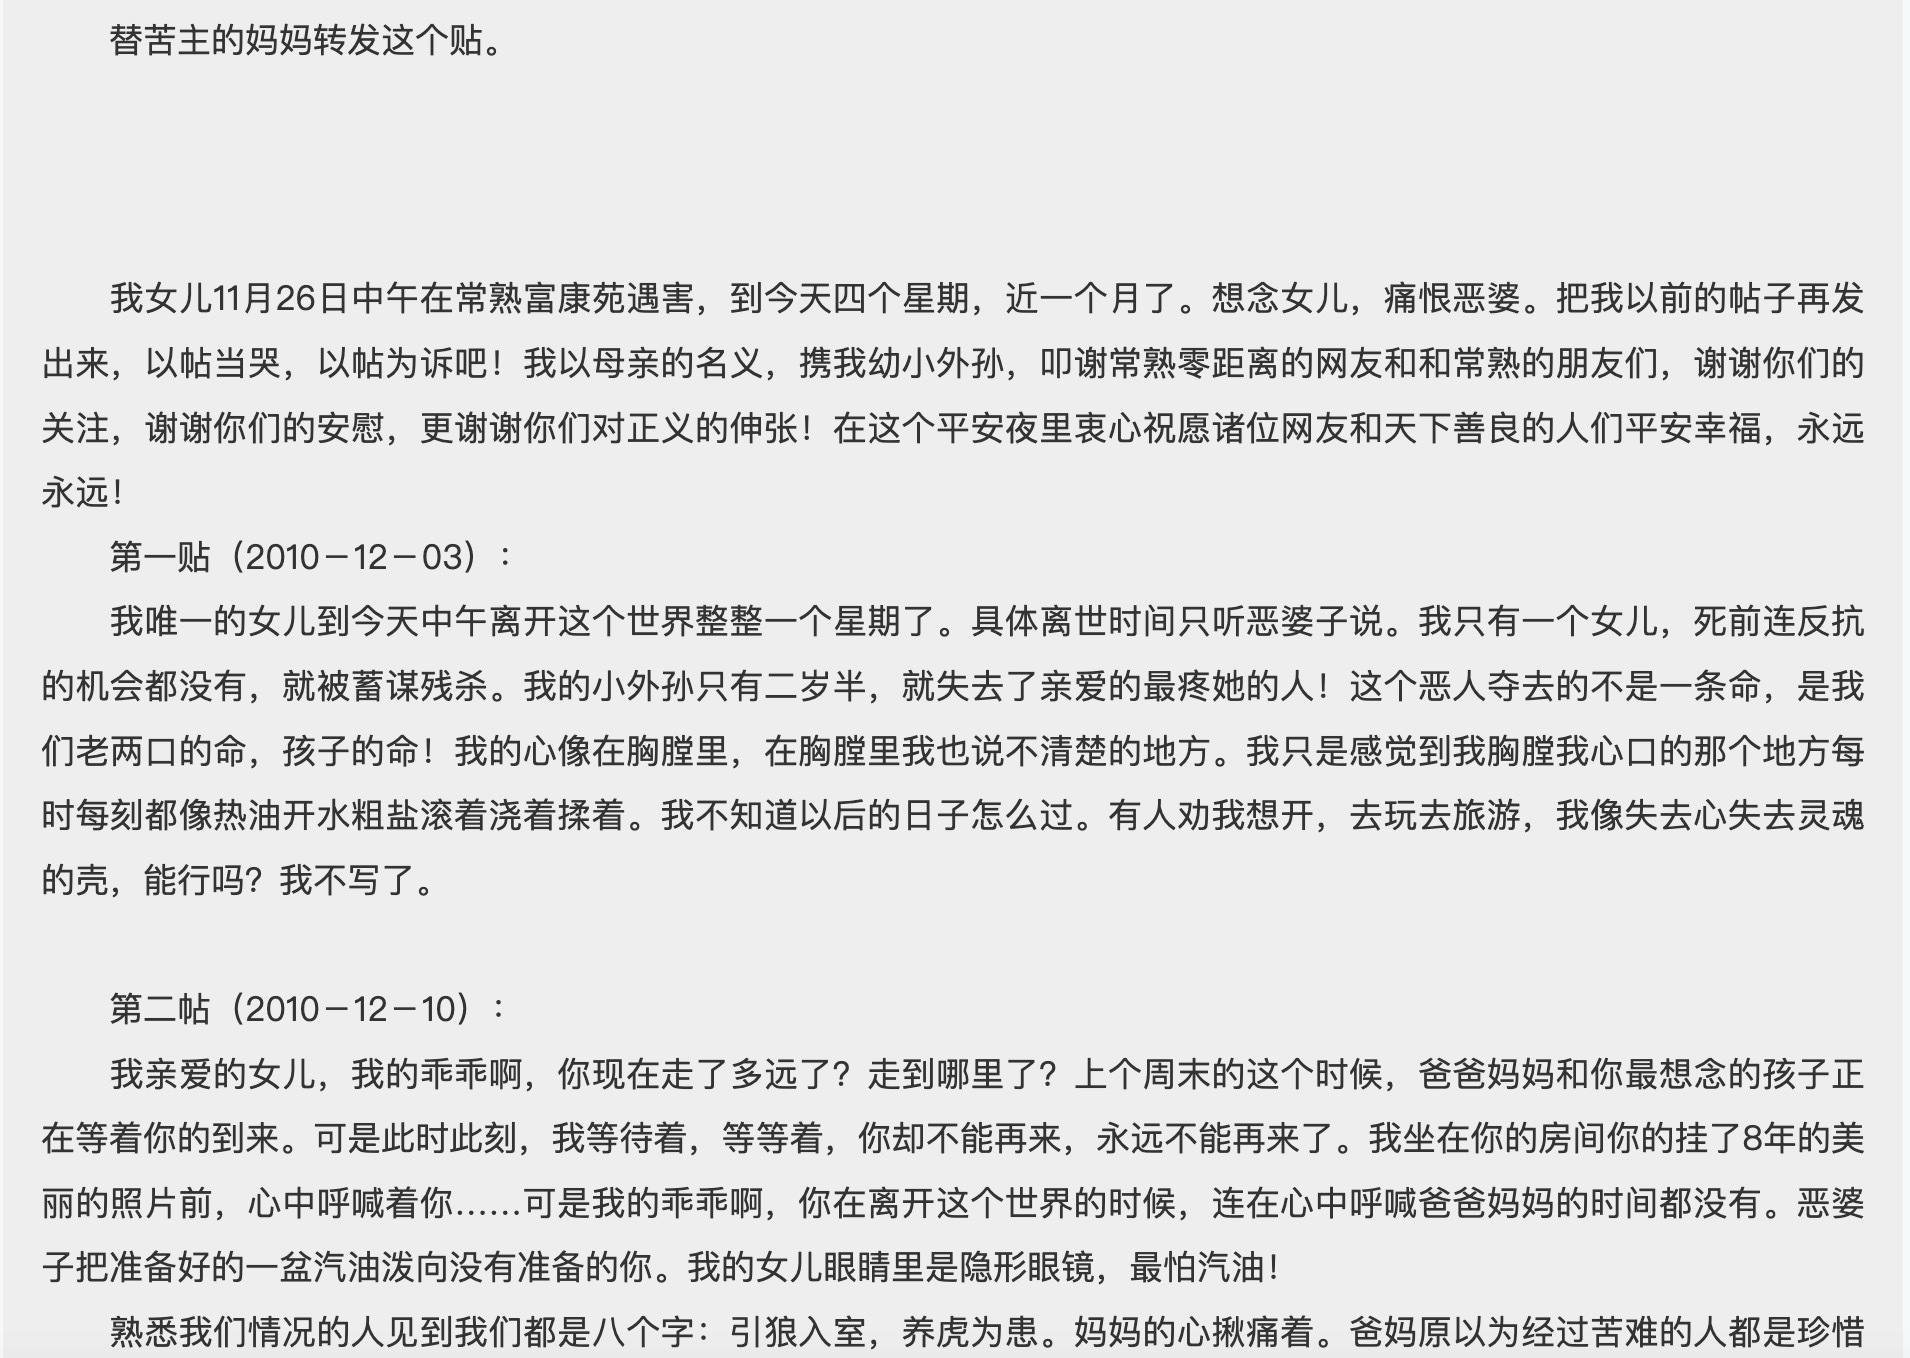 替苦主的妈妈转发这个贴。
我女儿11月26日中午在常熟富康苑遇害，到今天四个星期，近一个月了。想念女儿，痛恨恶婆。把我以前的帖子再发
出来，以帖当哭，以帖为诉吧！我以母亲的名义，携我幼小外孙，叩谢常熟零距离的网友和和常熟的朋友们，谢谢你们的
关注，谢谢你们的安慰，更谢谢你们对正义的伸张！在这个平安夜里衷心祝愿诸位网友和天下善良的人们平安幸福，永远
永远！
第一贴（2010－12－03）：
我唯一的女儿到今天中午离开这个世界整整一个星期了。具体离世时间只听恶婆子说。我只有一个女儿，死前连反抗
的机会都没有，就被蓄谋残杀。我的小外孙只有二岁半，就失去了亲爱的最疼她的人！这个恶人夺去的不是一条命，是我
们老两口的命，孩子的命！我的心像在胸膛里，在胸膛里我也说不清楚的地方。我只是感觉到我胸膛我心口的那个地方每
时每刻都像热油开水粗盐滚着浇着揉着。我不知道以后的日子怎么过。有人劝我想开，去玩去旅游，我像失去心失去灵魂
的壳，能行吗？我不写了。
第二帖（2010－12－10）：
我亲爱的女儿，我的乖乖啊，你现在走了多远了？走到哪里了？上个周末的这个时候，爸爸妈妈和你最想念的孩子正
在等着你的到来。可是此时此刻，我等待着，等等着，你却不能再来，永远不能再来了。我坐在你的房间你的挂了8年的美
丽的照片前，心中呼喊着你……可是我的乖乖啊，你在离开这个世界的时候，连在心中呼喊爸爸妈妈的时间都没有。恶婆
子把准备好的一盆汽油泼向没有准备的你。我的女儿眼睛里是隐形眼镜，最怕汽油！
熟悉我们情况的人见到我们都是八个字：引狼入室，养虎为患。妈妈的心揪痛着。爸妈原以为经过苦难的人都是珍惜